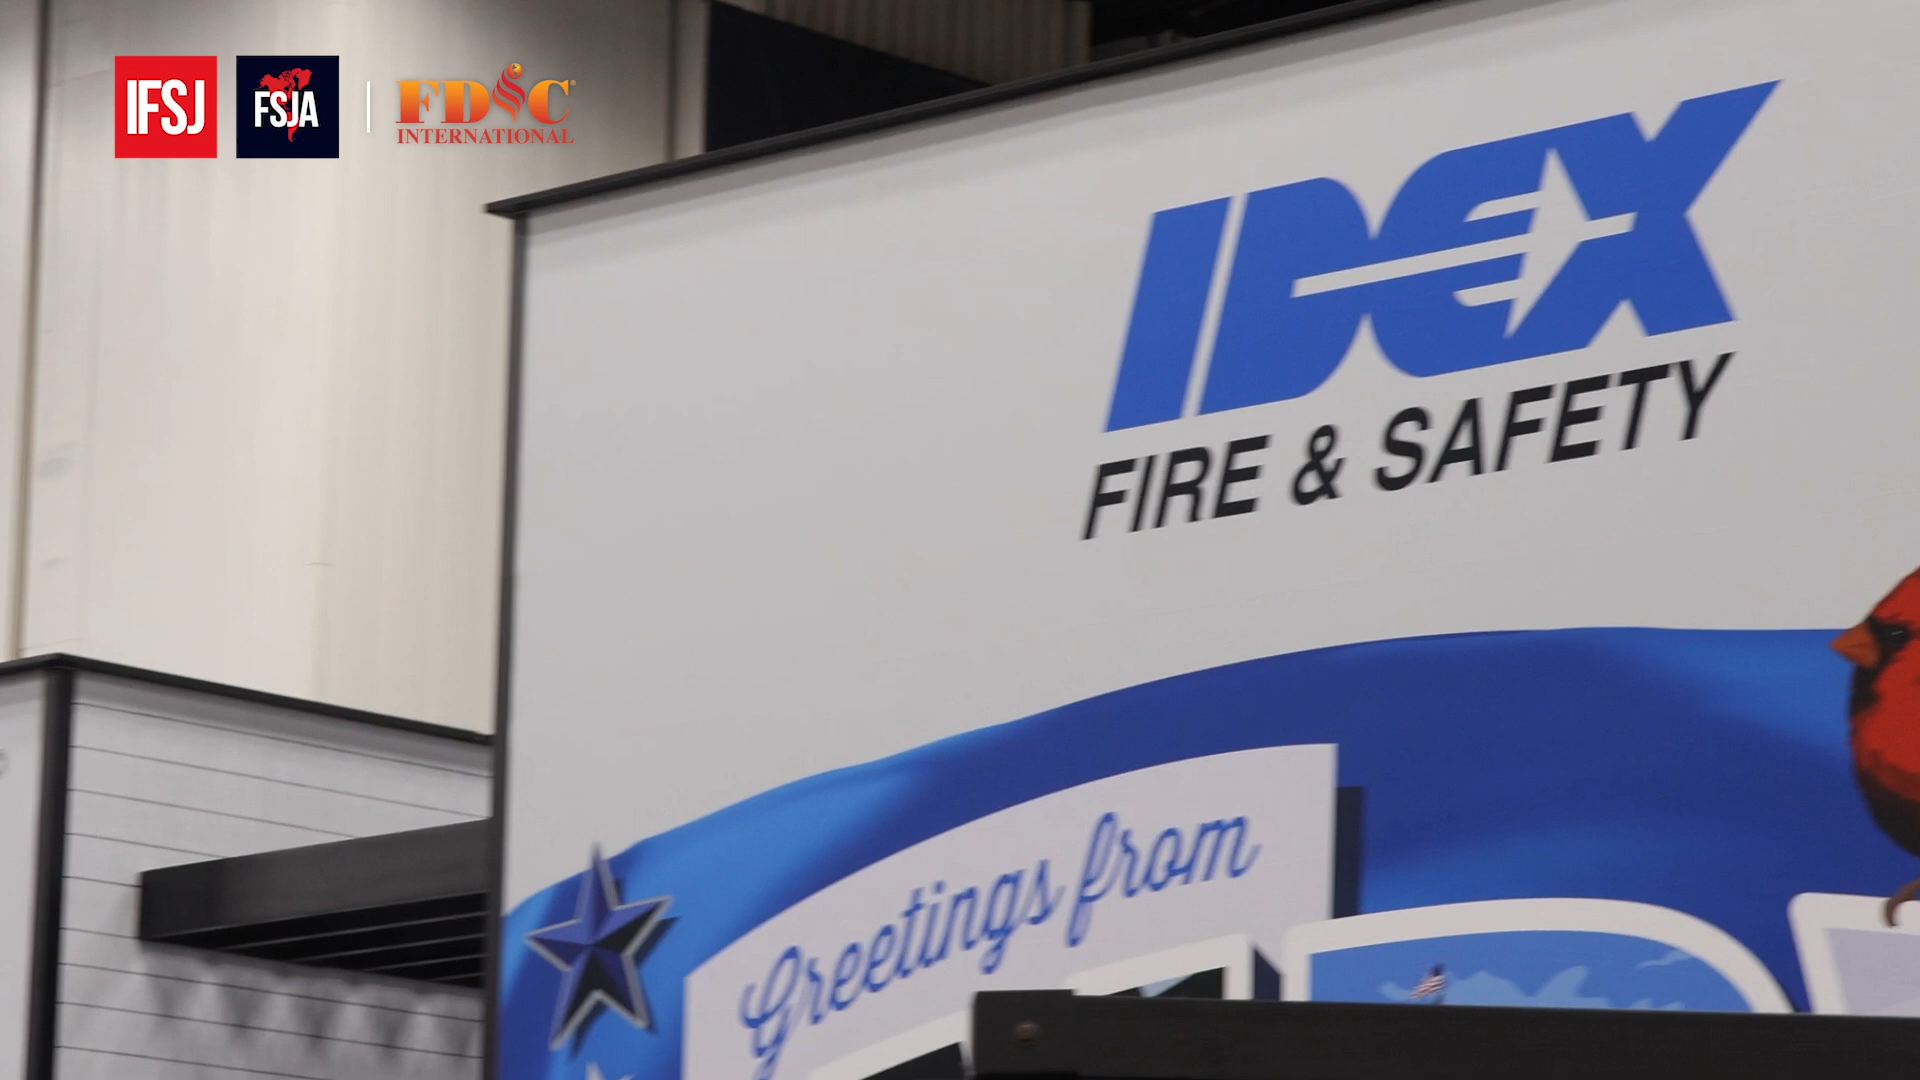 IFSJ
FSJA
FDIC
INTERNATIONAL
IDEX
FIRE & SAFETY
Greetings from